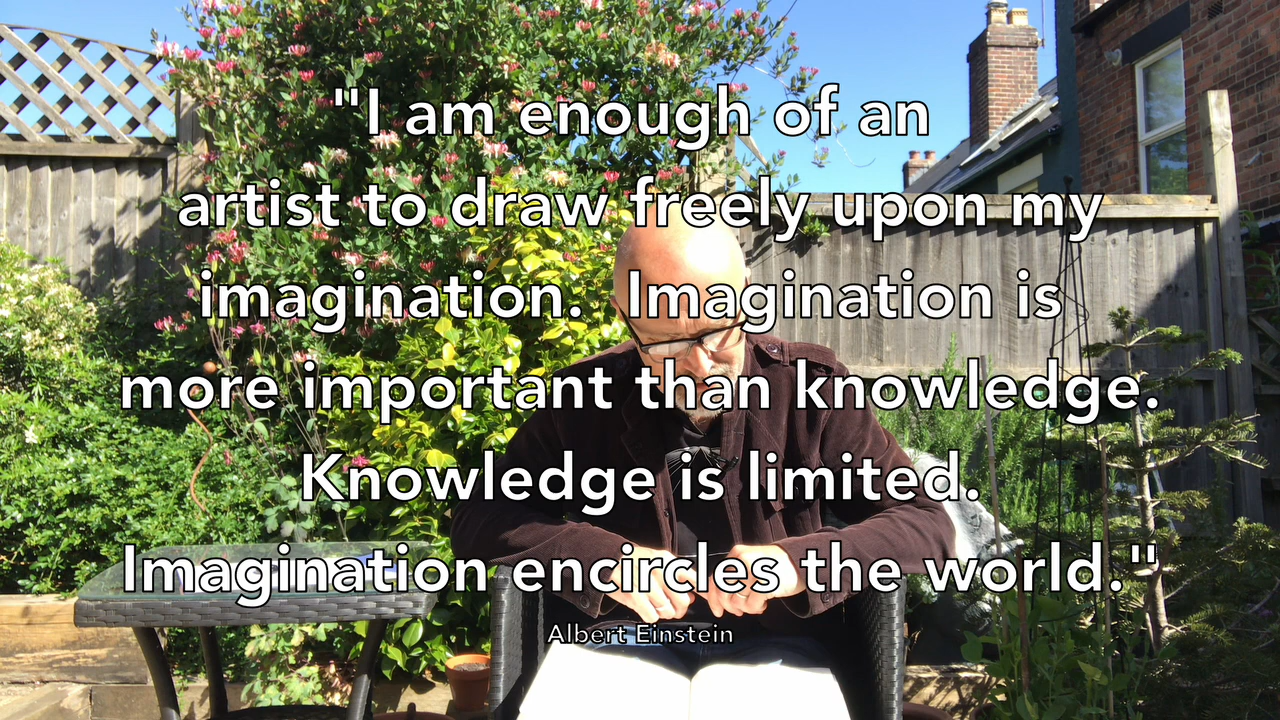 "I am enough of an
artist to draw freely upon my
imagination.  Imagination is
more important than knowledge.
Knowledge is limited.
Imagination encircles the world."
Albert Einstein